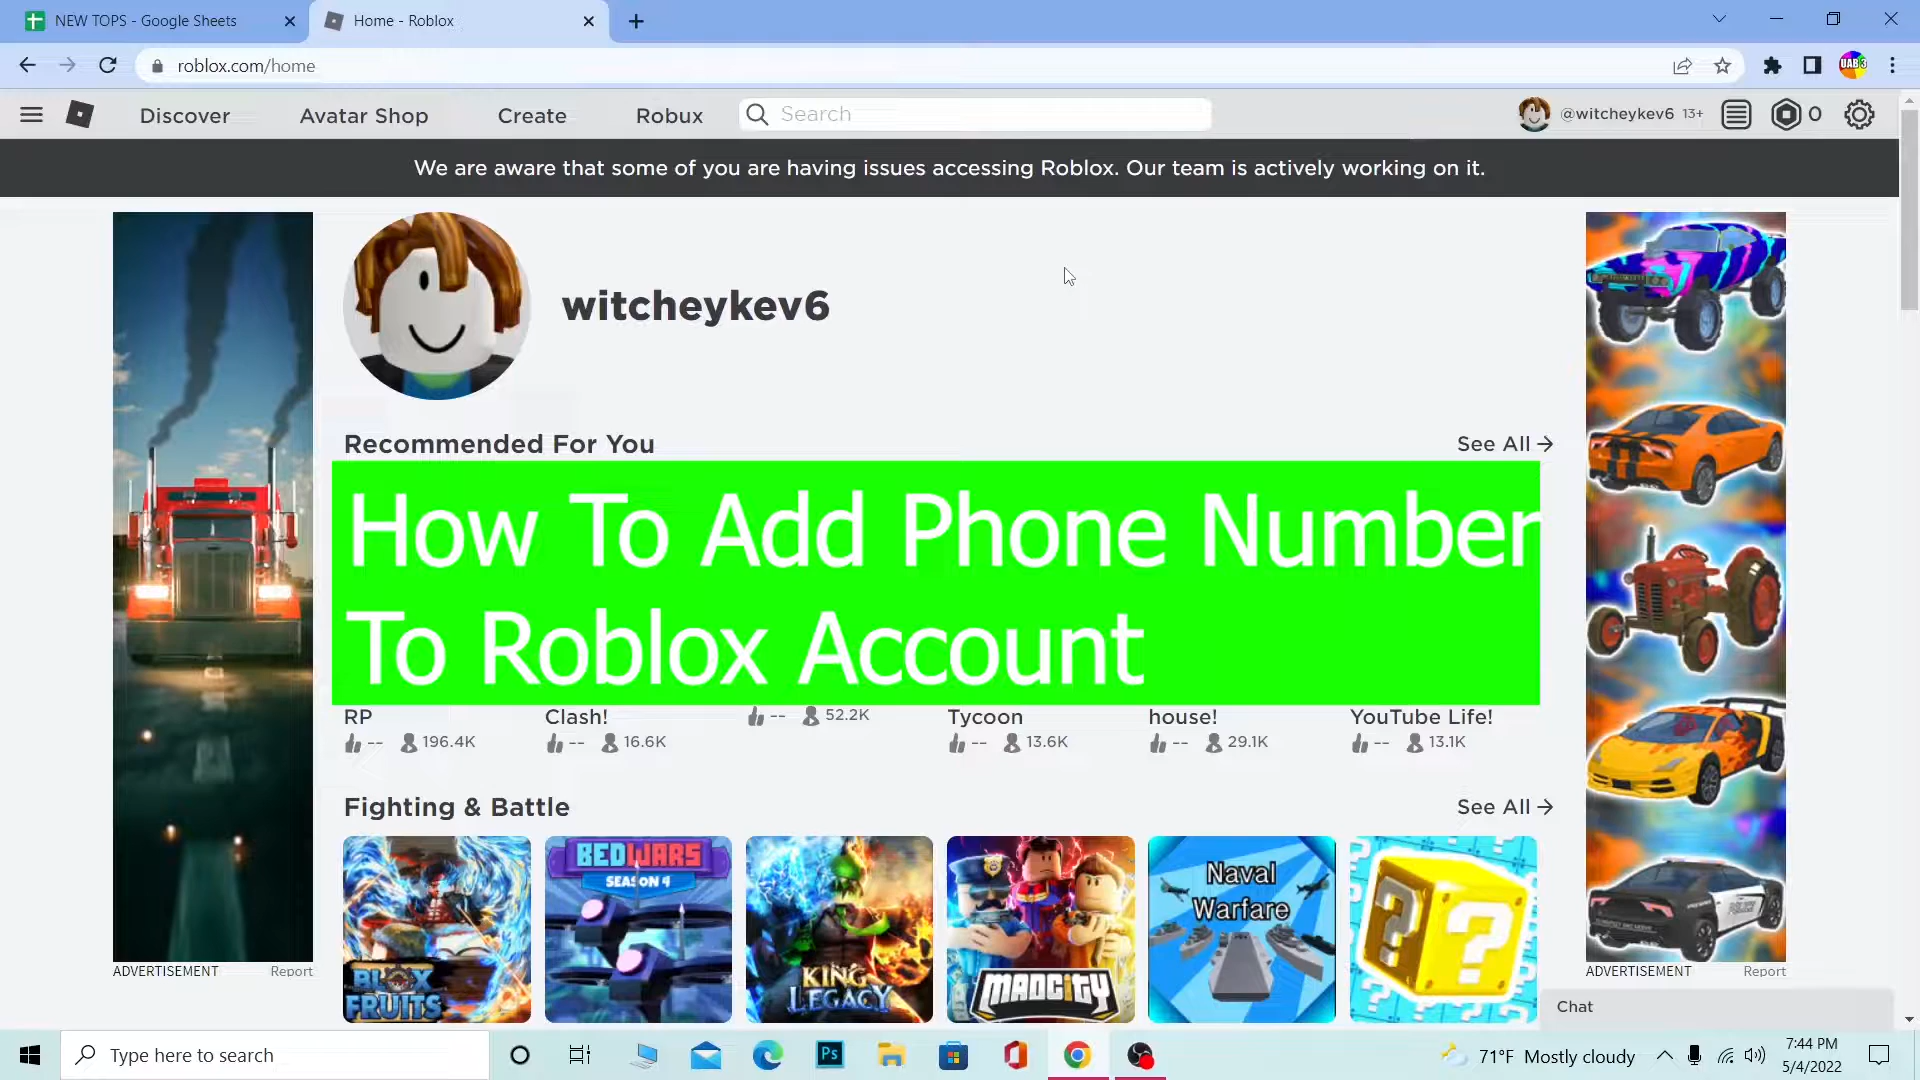 NEW TOPS - Google Sheets
Home - Roblox
roblox.com/home
UAB 3
Discover
Avatar Shop
Create
Robux
Search
@witcheykev6 13+
0
We are aware that some of you are having issues accessing Roblox. Our team is actively working on it.
witcheykev6
Recommended For You
See All
How To Add Phone Number
To Roblox Account
RP
Clash!
-- 52.2K
Tycoon
house!
YouTube Life!
-- 196.4K
-- 16.6K
-- 13.6K
-- 29.1K
-- 13.1K
Fighting & Battle
See All
BLOX
FRUITS
BEDWARS
SEASON 4
KING
LEGACY
MADCITY
Naval
Warfare
POLICE
ADVERTISEMENT
Report
ADVERTISEMENT
Report
Chat
Type here to search
Ps
71°F Mostly cloudy
7:44 PM
5/4/2022